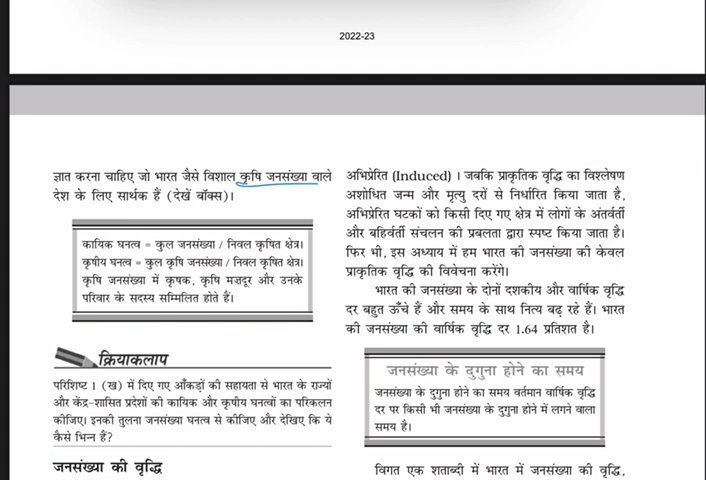 2022-23
ज्ञात करना चाहिए जो भारत जैसे विशाल कृषि जनसंख्या वाले
देश के लिए सार्थक हैं (देखें बॉक्स)।
कायिक घनत्व = कुल जनसंख्या / निवल कृषित क्षेत्र।
कृषीय घनत्व = कुल कृषि जनसंख्या / निवल कृषित क्षेत्र।
कृषि जनसंख्या में कृषक, कृषि मज़दूर और उनके
परिवार के सदस्य सम्मिलित होते हैं।
क्रियाकलाप
परिशिष्ट 1 (ख) में दिए गए आँकड़ों की सहायता से भारत के राज्यों
और केंद्र-शासित प्रदेशों की कायिक और कृषीय घनत्वों का परिकलन
कीजिए। इनकी तुलना जनसंख्या घनत्व से कीजिए और देखिए कि ये
कैसे भिन्न हैं?
जनसंख्या की वृद्धि
अभिप्रेरित (Induced) । जबकि प्राकृतिक वृद्धि का विश्लेषण
अशोधित जन्म और मृत्यु दरों से निर्धारित किया जाता है,
अभिप्रेरित घटकों को किसी दिए गए क्षेत्र में लोगों के अंतर्वर्ती
और बहिर्वर्ती संचलन की प्रबलता द्वारा स्पष्ट किया जाता है।
फिर भी, इस अध्याय में हम भारत की जनसंख्या की केवल
प्राकृतिक वृद्धि की विवेचना करेंगे।
भारत की जनसंख्या के दोनों दशकीय और वार्षिक वृद्धि
दर बहुत ऊँचे हैं और समय के साथ नित्य बढ़ रहे हैं। भारत
की जनसंख्या की वार्षिक वृद्धि दर 1.64 प्रतिशत है।
जनसंख्या के दुगुना होने का समय
जनसंख्या के दुगुना होने का समय वर्तमान वार्षिक वृद्धि
दर पर किसी भी जनसंख्या के दुगुना होने में लगने वाला
समय है।
विगत एक शताब्दी में भारत में जनसंख्या की वृद्धि,